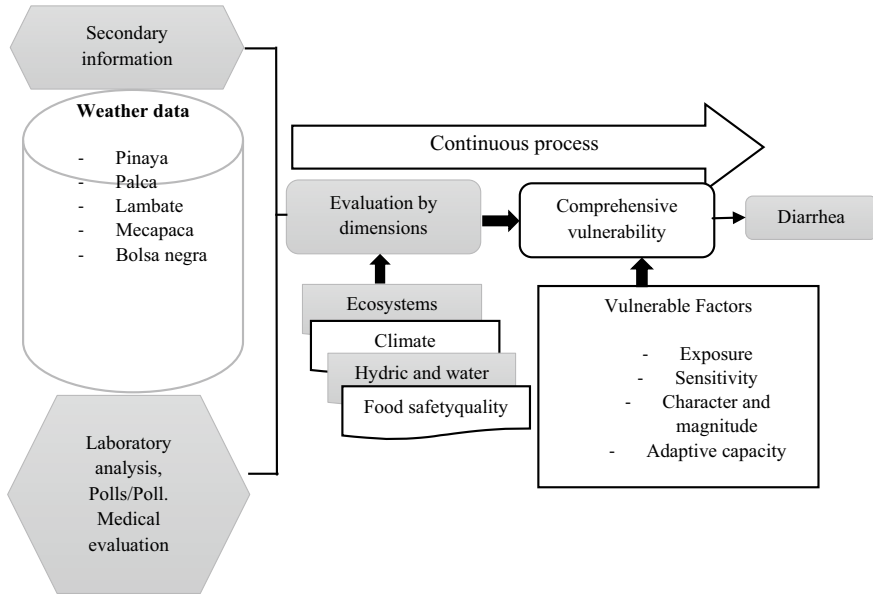 Secondary
information
Weather data
- Pinaya
- Palca
- Lambate
- Mecapaca
- Bolsa negra
Laboratory
analysis,
Polls/Poll.
Medical
evaluation
Continuous process
Evaluation by
dimensions
Comprehensive
vulnerability
Diarrhea
Ecosystems
Climate
Hydric and water
Food safetyquality
Vulnerable Factors
- Exposure
- Sensitivity
- Character and
magnitude
- Adaptive capacity